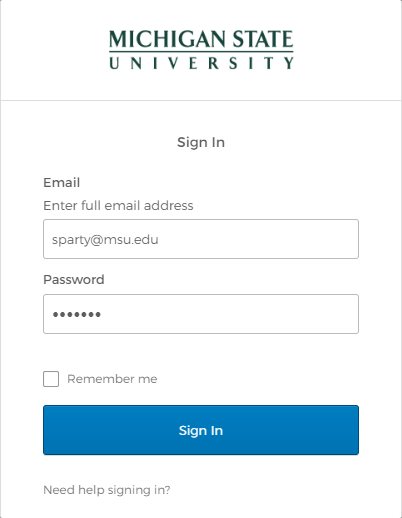 MICHIGAN STATE
UNIVERSITY
Sign In
Email
Enter full email address
sparty@msu.edu
Password
•••••••
Remember me
Sign In
Need help signing in?